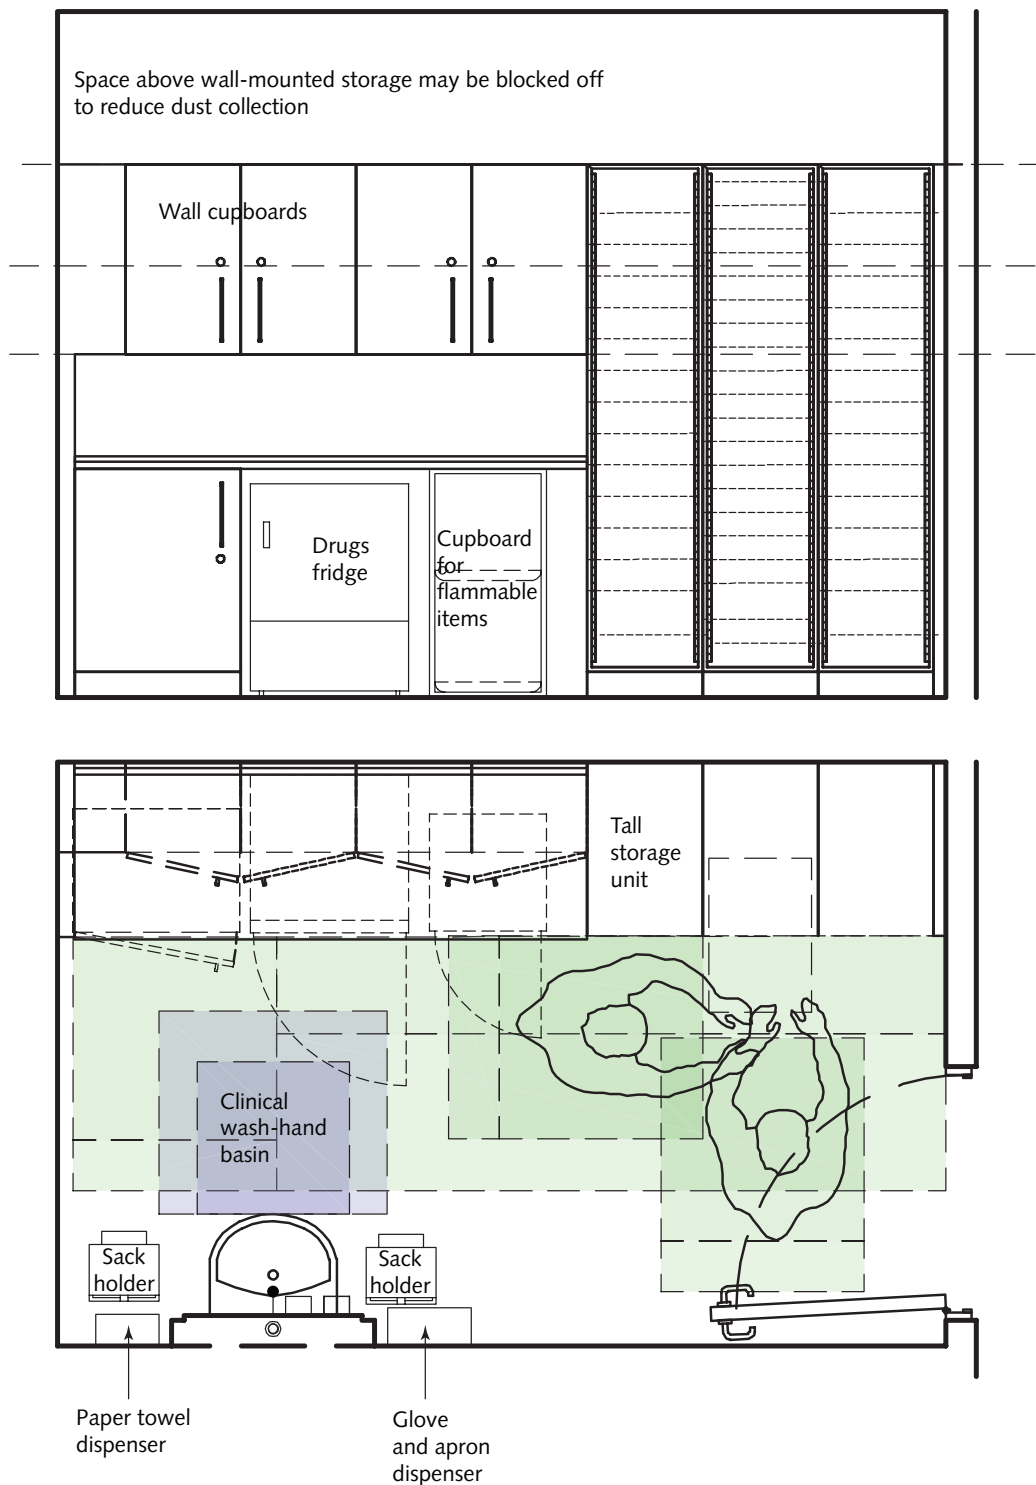 Space above wall-mounted storage may be blocked off
to reduce dust collection
Wall cupboards
Drugs
fridge
Cupboard
for
flammable
items
Tall
storage
unit
Clinical
wash-hand
basin
Sack
holder
Sack
holder
Paper towel
dispenser
Glove
and apron
dispenser